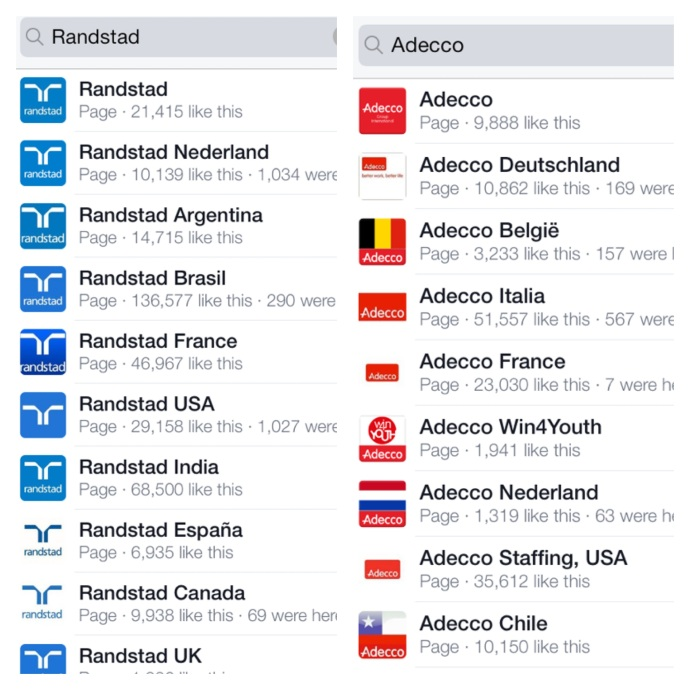 Randstad
randstad
Randstad
Page · 21,415 like this
randstad
Randstad Nederland
Page · 10,139 like this · 1,034 were
randstad
Randstad Argentina
Page · 14,715 like this
randstad
Randstad Brasil
Page · 136,577 like this · 290 were
randstad
Randstad France
Page · 46,967 like this
Randstad USA
Page · 29,158 like this · 1,027 were
randstad
Randstad India
Page · 68,500 like this
randstad
Randstad España
Page · 6,935 like this
randstad
Randstad Canada
Page · 9,938 like this · 69 were here
Randstad UK
Adecco
Adecco
Adecco
Page · 9,888 like this
Adecco
better work, better life
Adecco Deutschland
Page · 10,862 like this · 169 were
Adecco
Adecco België
Page · 3,233 like this · 157 were
Adecco
Adecco Italia
Page · 51,557 like this · 567 were
Adecco
Adecco France
Page · 23,030 like this · 7 were he
win
YOUTH
Adecco
Adecco Win4Youth
Page · 1,941 like this
Adecco
Adecco Nederland
Page · 1,319 like this · 63 were he
Adecco
Adecco Staffing, USA
Page · 35,612 like this
Adecco
Adecco Chile
Page · 10,150 like this